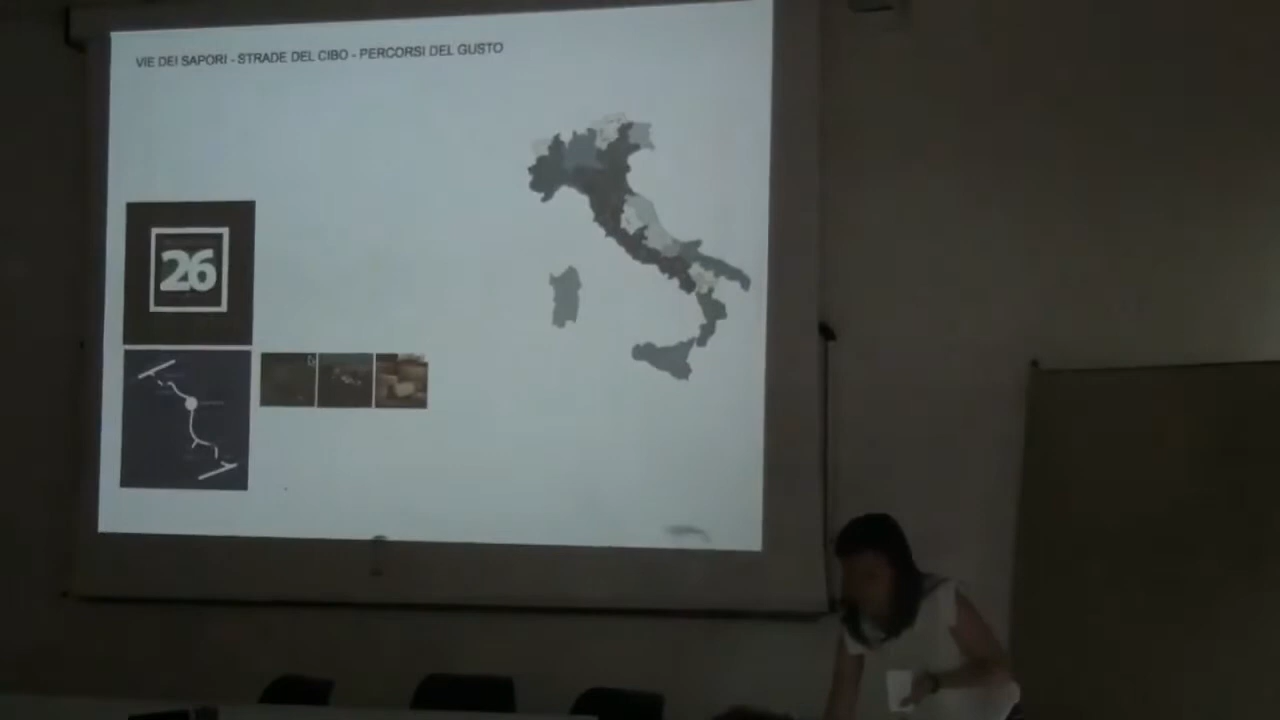 VIE DEI SAPORI - STRADE DEL CIBO - PERCORSI DEL GUSTO
26